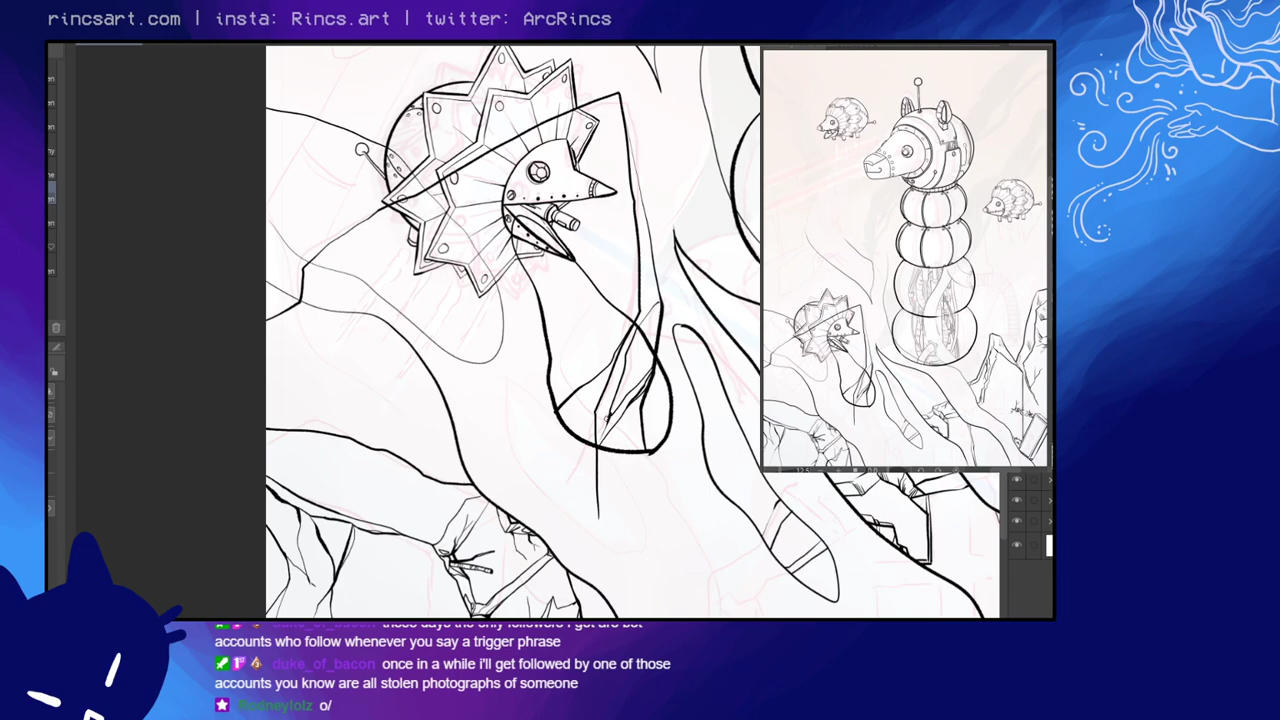 rincsart.com | insta: Rincs.art | twitter: ArcRincs
duke_of_bacon these days the only followers i get are bot
accounts who follow whenever you say a trigger phrase
duke_of_bacon once in a while i'll get followed by one of those
accounts you know are all stolen photographs of someone
o/